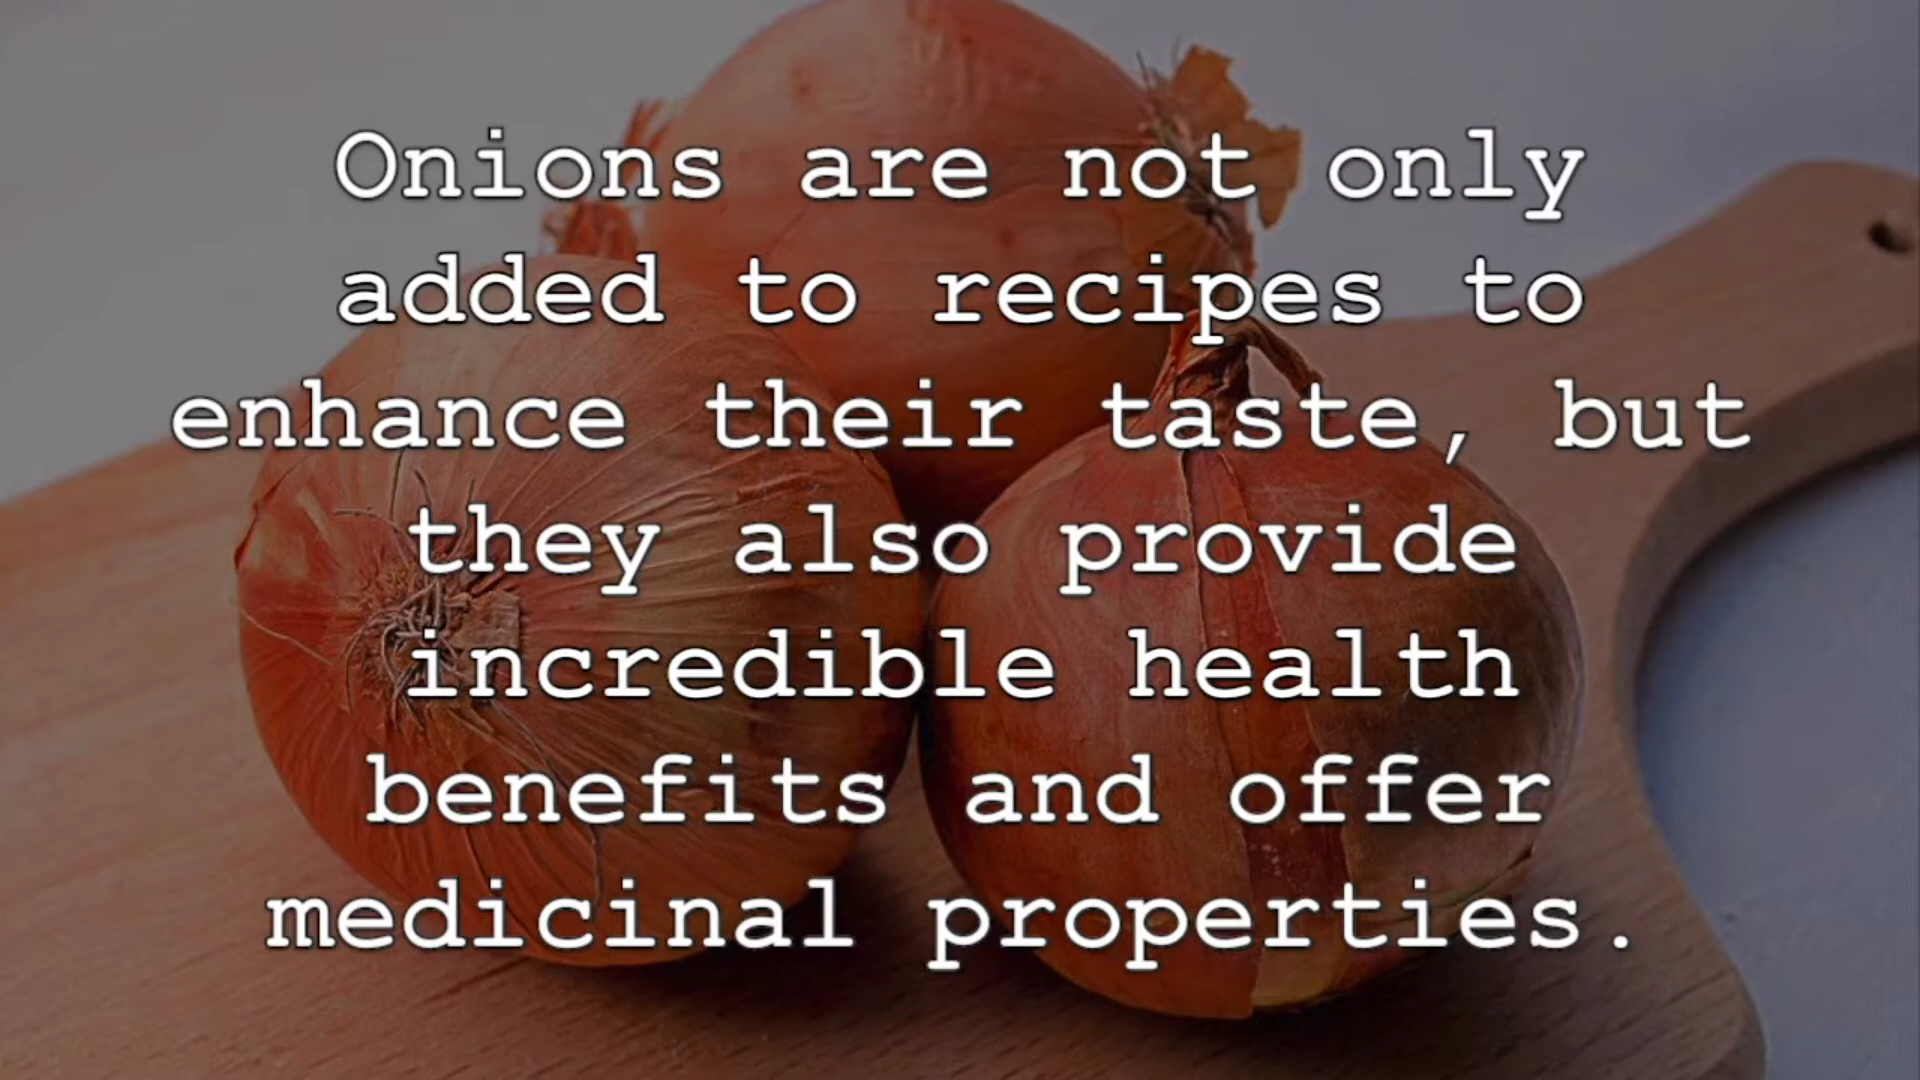 Onions are not only
added to recipes to
enhance their taste, but
they also provide
incredible health
benefits and offer
medicinal properties.